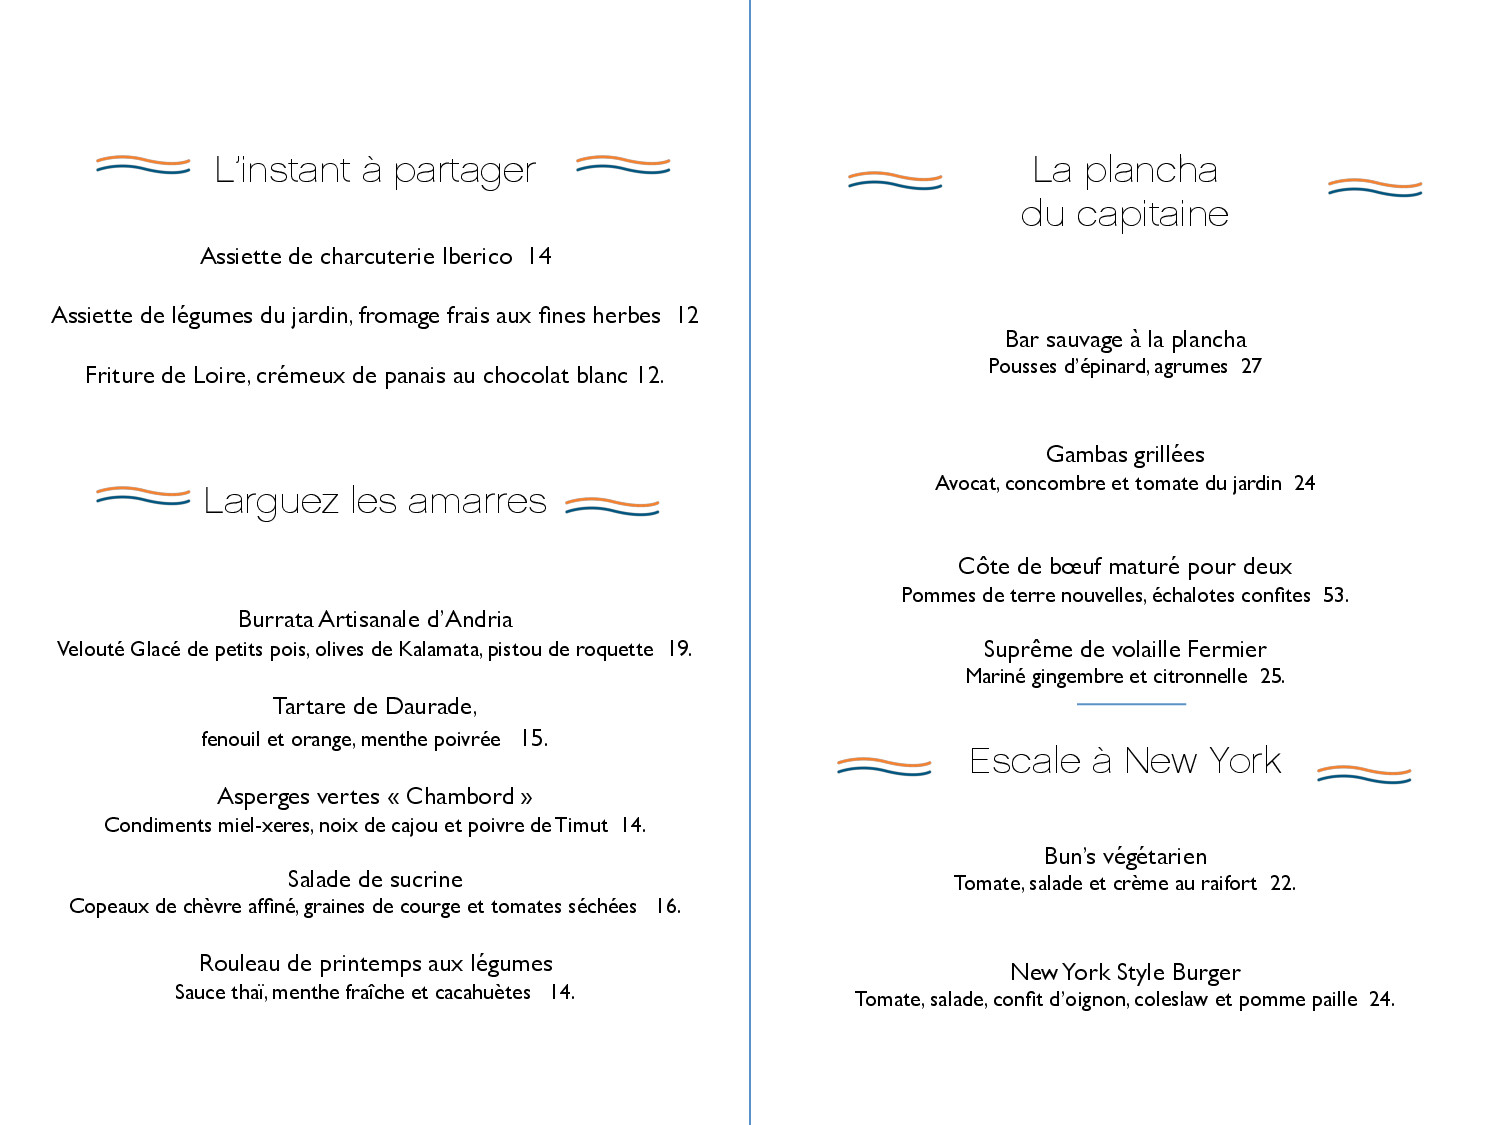 L'instant à partager
Assiette de charcuterie Iberico 14
Assiette de légumes du jardin, fromage frais aux fines herbes 12
Friture de Loire, crémeux de panais au chocolat blanc 12.
Larguez les amarres
Burrata Artisanale d'Andria
Velouté Glacé de petits pois, olives de Kalamata, pistou de roquette 19.
Tartare de Daurade,
fenouil et orange, menthe poivrée 15.
Asperges vertes « Chambord »
Condiments miel-xeres, noix de cajou et poivre de Timut 14.
Salade de sucrine
Copeaux de chèvre affiné, graines de courge et tomates séchées 16.
Rouleau de printemps aux légumes
Sauce thaï, menthe fraîche et cacahuètes 14.
La plancha
du capitaine
Bar sauvage à la plancha
Pousses d'épinard, agrumes 27
Gambas grillées
Avocat, concombre et tomate du jardin 24
Côte de bœuf maturé pour deux
Pommes de terre nouvelles, échalotes confites 53.
Suprême de volaille Fermier
Mariné gingembre et citronnelle 25.
Escale à New York
Bun's végétarien
Tomate, salade et crème au raifort 22.
New York Style Burger
Tomate, salade, confit d'oignon, coleslaw et pomme paille 24.